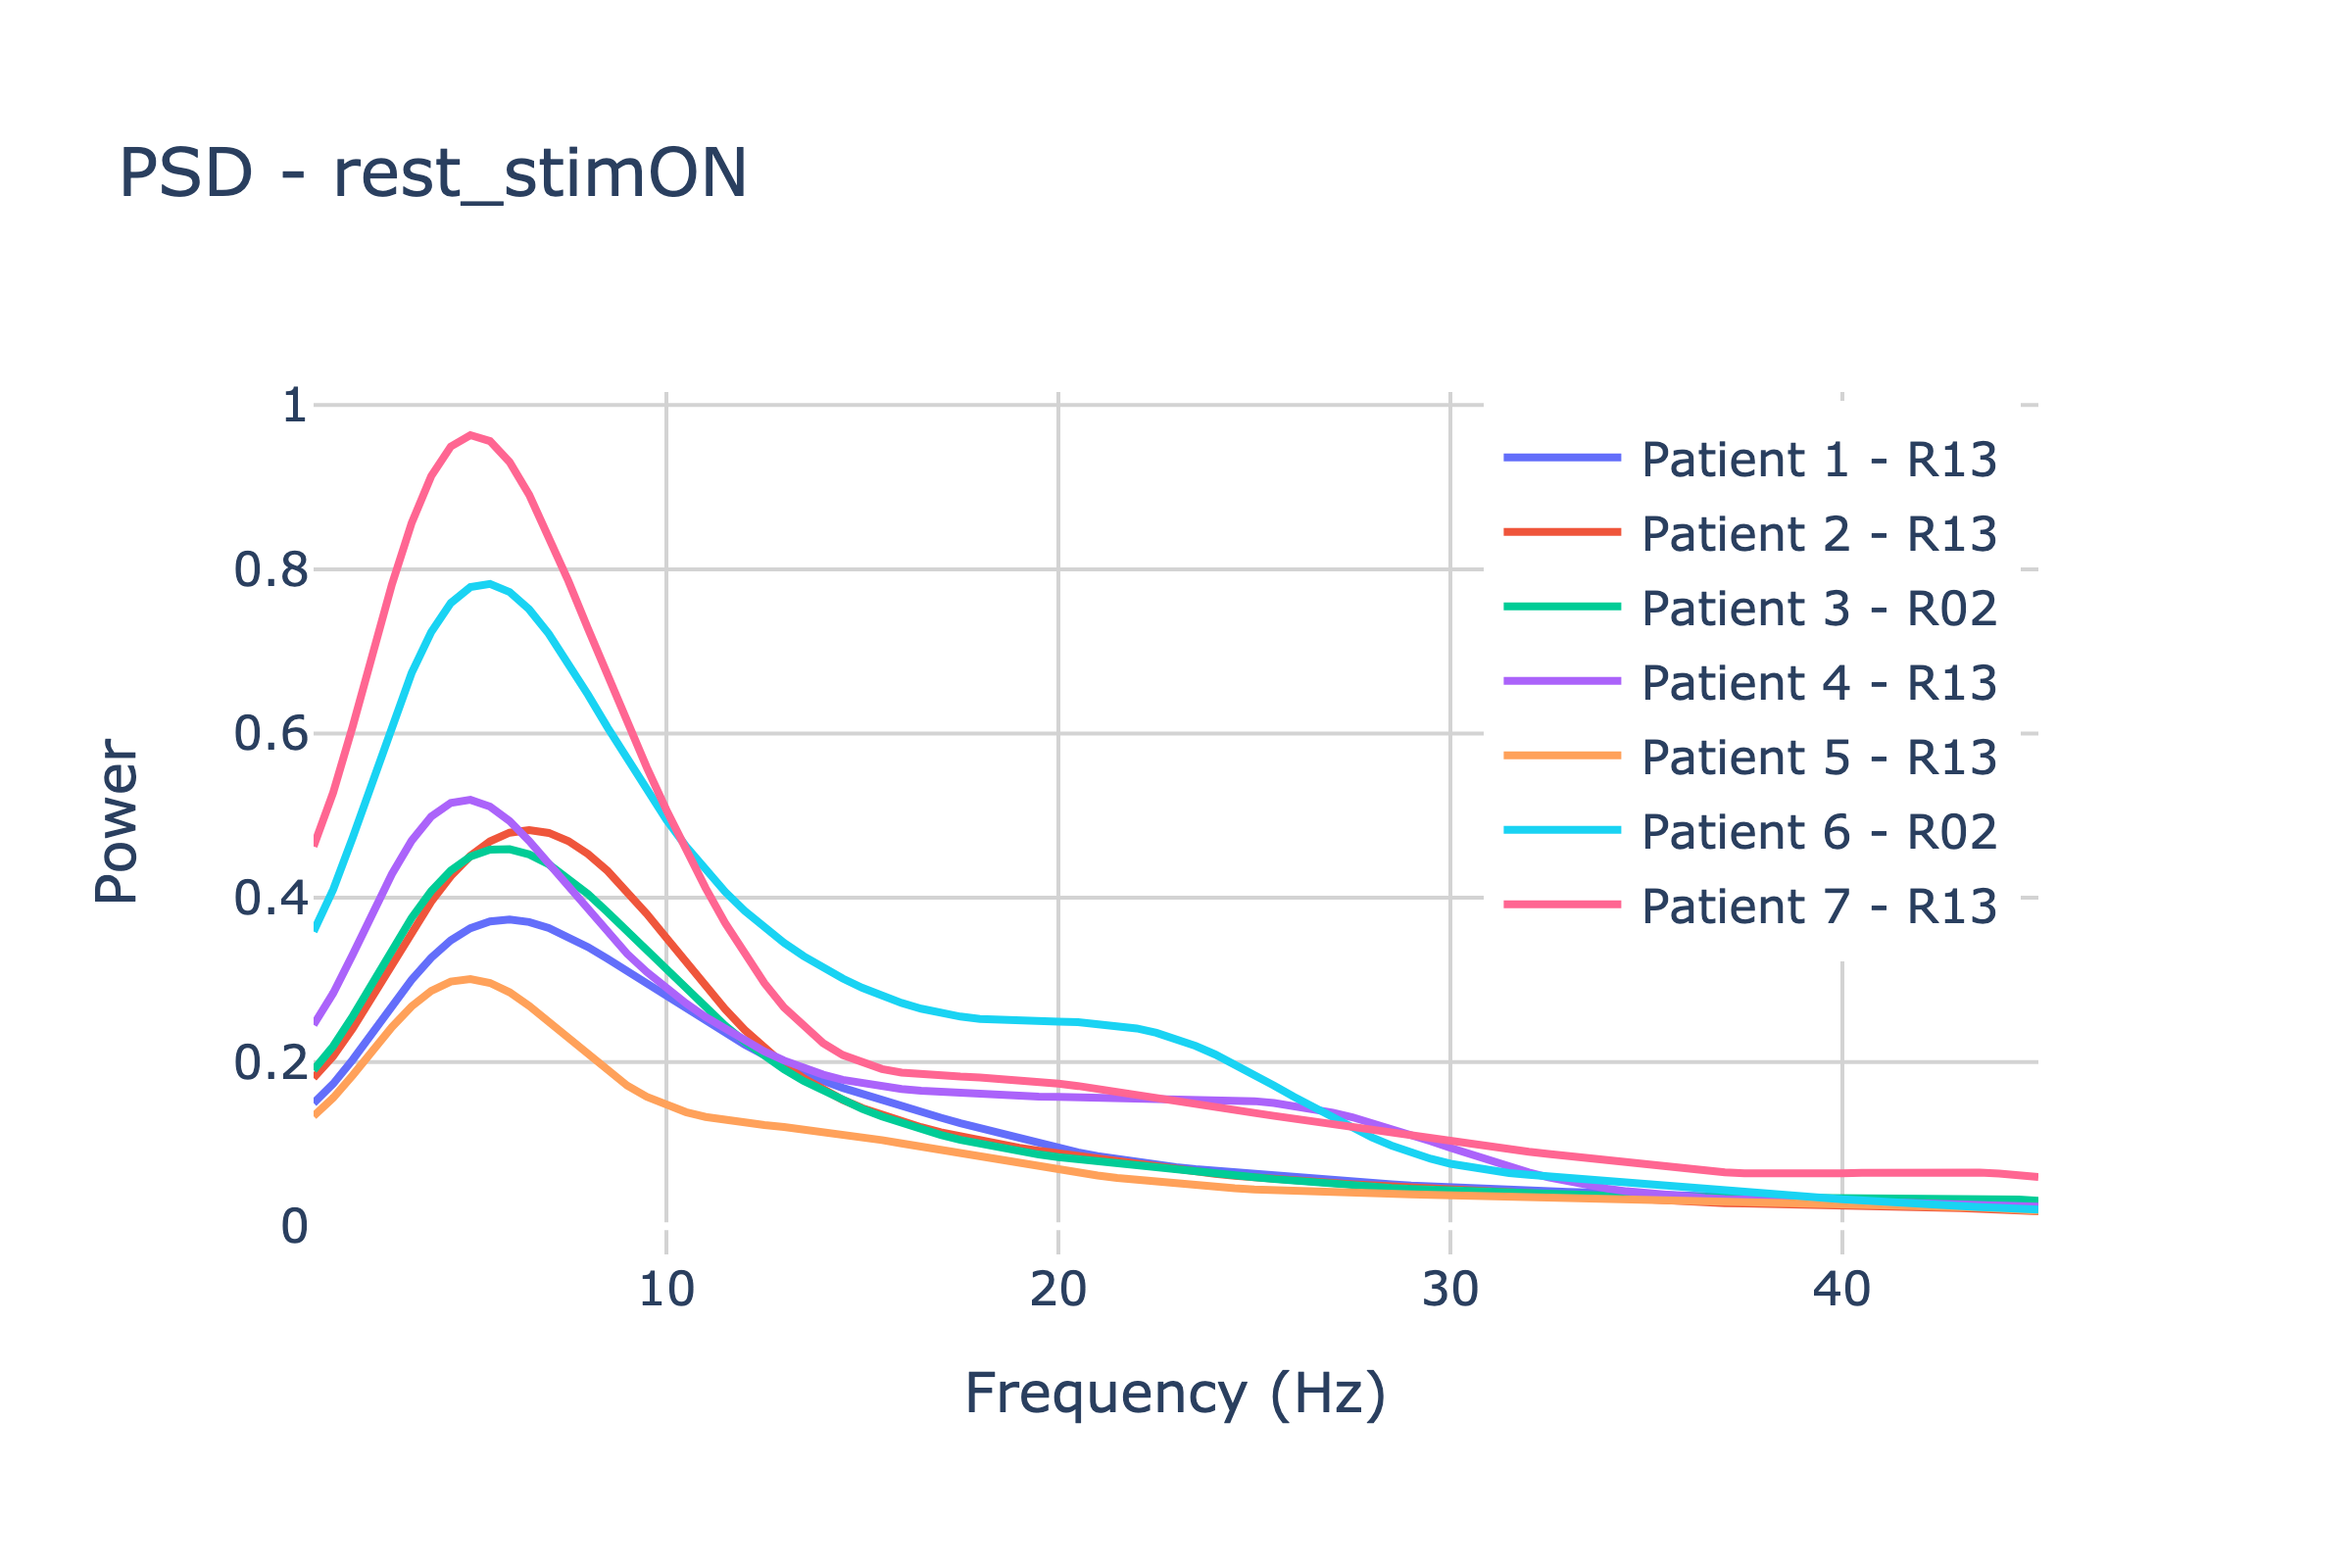 PSD - rest_stimON
1
0.8
0.6
0.4
0.2
0
Power
10 20 30 40
Frequency (Hz)
Patient 1 - R13
Patient 2 - R13
Patient 3 - R02
Patient 4 - R13
Patient 5 - R13
Patient 6 - R02
Patient 7 - R13